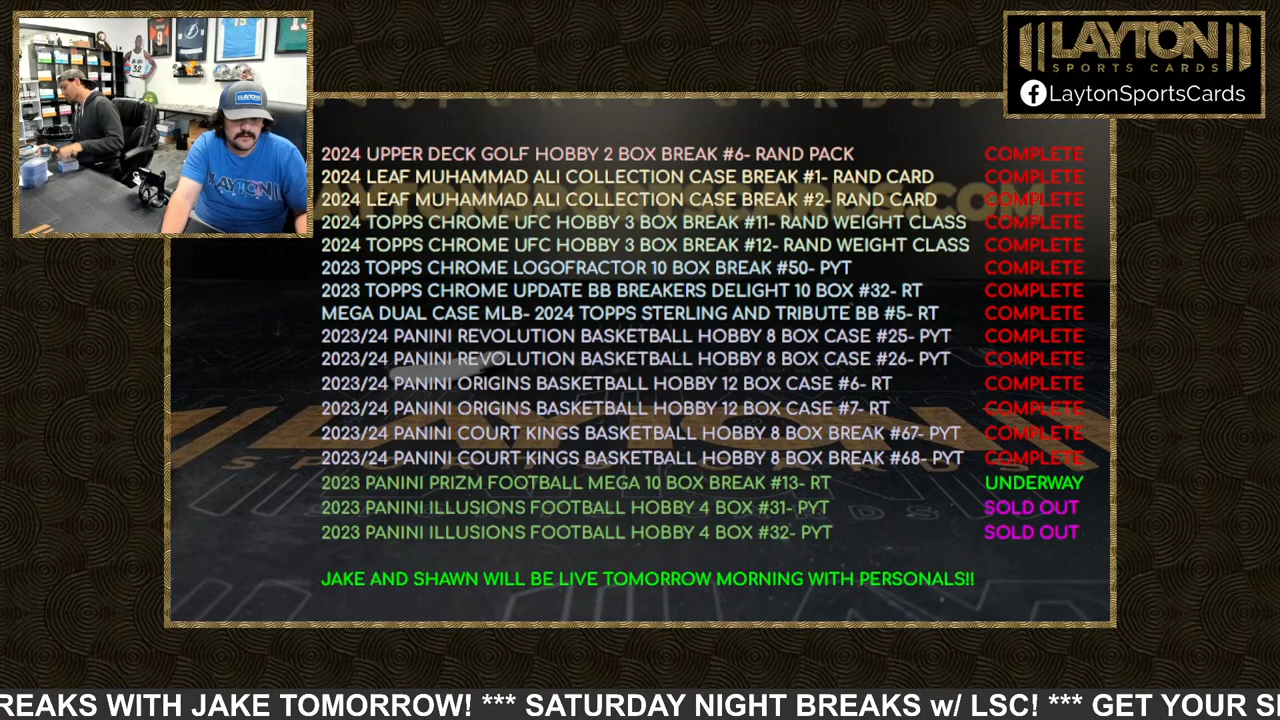 LAYTON
SPORTS CARDS
LaytonSportsCards
2024 UPPER DECK GOLF HOBBY 2 BOX BREAK #6- RAND PACK COMPLETE
2024 LEAF MUHAMMAD ALI COLLECTION CASE BREAK #1- RAND CARD COMPLETE
2024 LEAF MUHAMMAD ALI COLLECTION CASE BREAK #2- RAND CARD COMPLETE
2024 TOPPS CHROME UFC HOBBY 3 BOX BREAK #11- RAND WEIGHT CLASS COMPLETE
2024 TOPPS CHROME UFC HOBBY 3 BOX BREAK #12- RAND WEIGHT CLASS COMPLETE
2023 TOPPS CHROME LOGOFRACTOR 10 BOX BREAK #50- PYT COMPLETE
2023 TOPPS CHROME UPDATE BB BREAKERS DELIGHT 10 BOX #32- RT COMPLETE
MEGA DUAL CASE MLB- 2024 TOPPS STERLING AND TRIBUTE BB #5- RT COMPLETE
2023/24 PANINI REVOLUTION BASKETBALL HOBBY 8 BOX CASE #25- PYT COMPLETE
2023/24 PANINI REVOLUTION BASKETBALL HOBBY 8 BOX CASE #26- PYT COMPLETE
2023/24 PANINI ORIGINS BASKETBALL HOBBY 12 BOX CASE #6- RT COMPLETE
2023/24 PANINI ORIGINS BASKETBALL HOBBY 12 BOX CASE #7- RT COMPLETE
2023/24 PANINI COURT KINGS BASKETBALL HOBBY 8 BOX BREAK #67- PYT COMPLETE
2023/24 PANINI COURT KINGS BASKETBALL HOBBY 8 BOX BREAK #68- PYT COMPLETE
2023 PANINI PRIZM FOOTBALL MEGA 10 BOX BREAK #13- RT UNDERWAY
2023 PANINI ILLUSIONS FOOTBALL HOBBY 4 BOX #31- PYT SOLD OUT
2023 PANINI ILLUSIONS FOOTBALL HOBBY 4 BOX #32- PYT SOLD OUT
JAKE AND SHAWN WILL BE LIVE TOMORROW MORNING WITH PERSONALS!!
REAKS WITH JAKE TOMORROW! *** SATURDAY NIGHT BREAKS w/ LSC! *** GET YOUR S